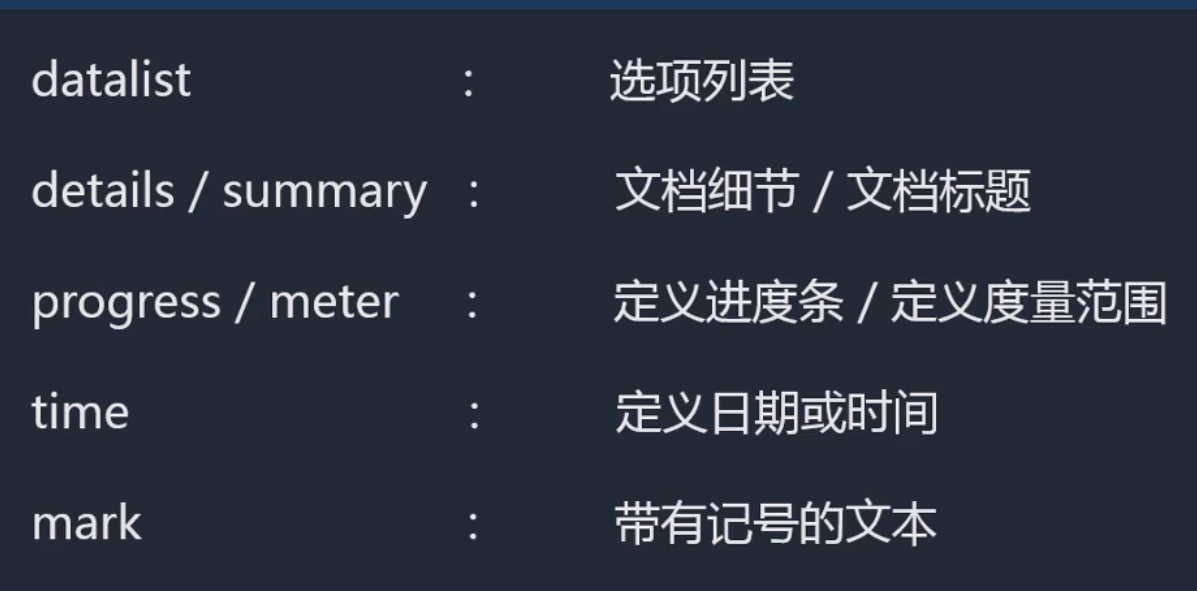 datalist : 选项列表
details / summary : 文档细节 / 文档标题
progress / meter : 定义进度条 / 定义度量范围
time : 定义日期或时间
mark : 带有记号的文本